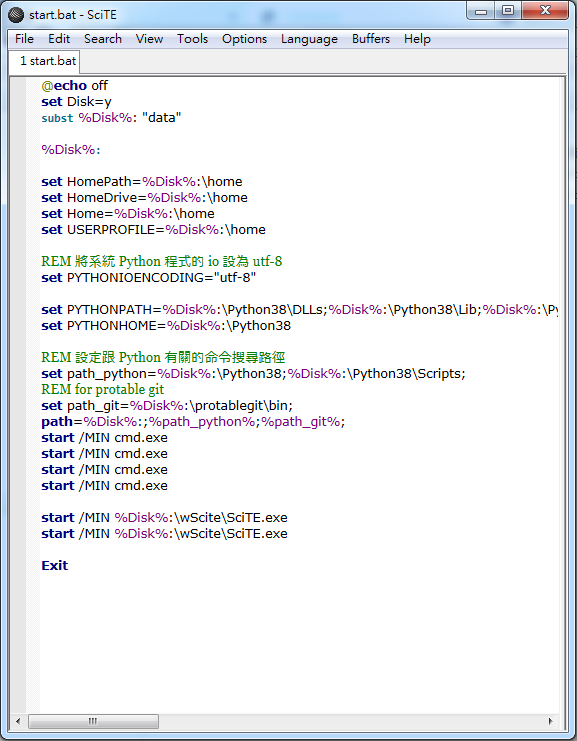 start.bat - SciTE
File Edit Search View Tools Options Language Buffers Help
1 start.bat
@echo off
set Disk=y
subst %Disk%: "data"
%Disk%:
set HomePath=%Disk%:\home
set HomeDrive=%Disk%:\home
set Home=%Disk%:\home
set USERPROFILE=%Disk%:\home
REM 將系統 Python 程式的 io 設為 utf-8
set PYTHONIOENCODING="utf-8"
set PYTHONPATH=%Disk%:\Python38\DLLs;%Disk%:\Python38\Lib;%Disk%:\Py
set PYTHONHOME=%Disk%:\Python38
REM 設定跟 Python 有關的命令搜尋路徑
set path_python=%Disk%:\Python38;%Disk%:\Python38\Scripts;
REM for protable git
set path_git=%Disk%:\protablegit\bin;
path=%Disk%:;%path_python%;%path_git%;
start /MIN cmd.exe
start /MIN cmd.exe
start /MIN cmd.exe
start /MIN cmd.exe
start /MIN %Disk%:\wScite\SciTE.exe
start /MIN %Disk%:\wScite\SciTE.exe
Exit